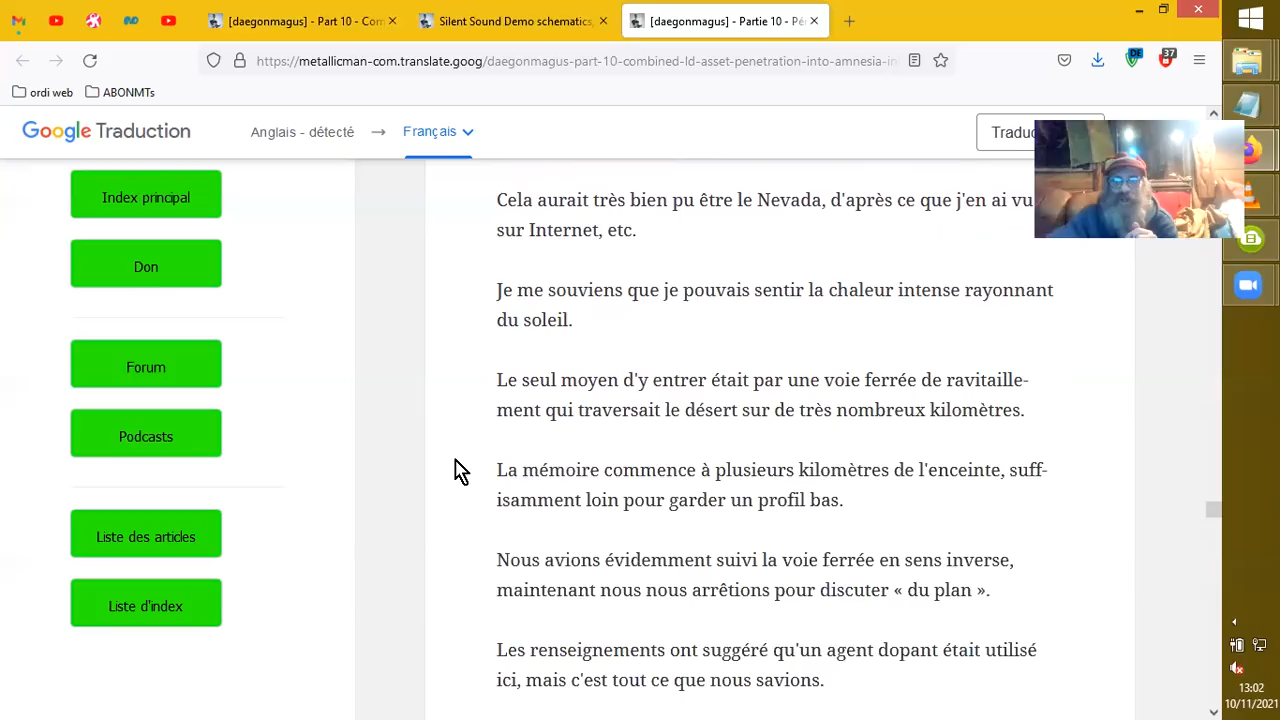 [daegonmagus] - Part 10 - Com
Silent Sound Demo schematics,
[daegonmagus] - Partie 10 - Pé
https://metallicman-com.translate.goog/daegonmagus-part-10-combined-ld-asset-penetration-into-amnesia-in
DE
37
ordi web
ABONMTs
Google Traduction
Anglais - détecté
Français
Traduc
Index principal
Don
Forum
Podcasts
Liste des articles
Liste d'index
Cela aurait très bien pu être le Nevada, d'après ce que j'en ai vu
sur Internet, etc.
Je me souviens que je pouvais sentir la chaleur intense rayonnant
du soleil.
Le seul moyen d'y entrer était par une voie ferrée de ravitaille-
ment qui traversait le désert sur de très nombreux kilomètres.
La mémoire commence à plusieurs kilomètres de l'enceinte, suff-
isamment loin pour garder un profil bas.
Nous avions évidemment suivi la voie ferrée en sens inverse,
maintenant nous nous arrêtions pour discuter « du plan ».
Les renseignements ont suggéré qu'un agent dopant était utilisé
ici, mais c'est tout ce que nous savions.
13:02
10/11/2021